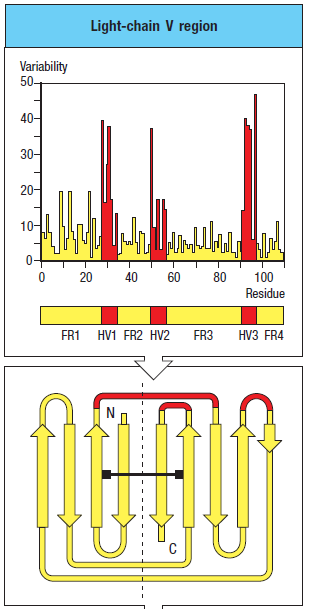 Light-chain V region
Variability
50
40
30
20
10
0
0 20 40 60 80 100
Residue
FR1 HV1 FR2 HV2 FR3 HV3 FR4
N
C